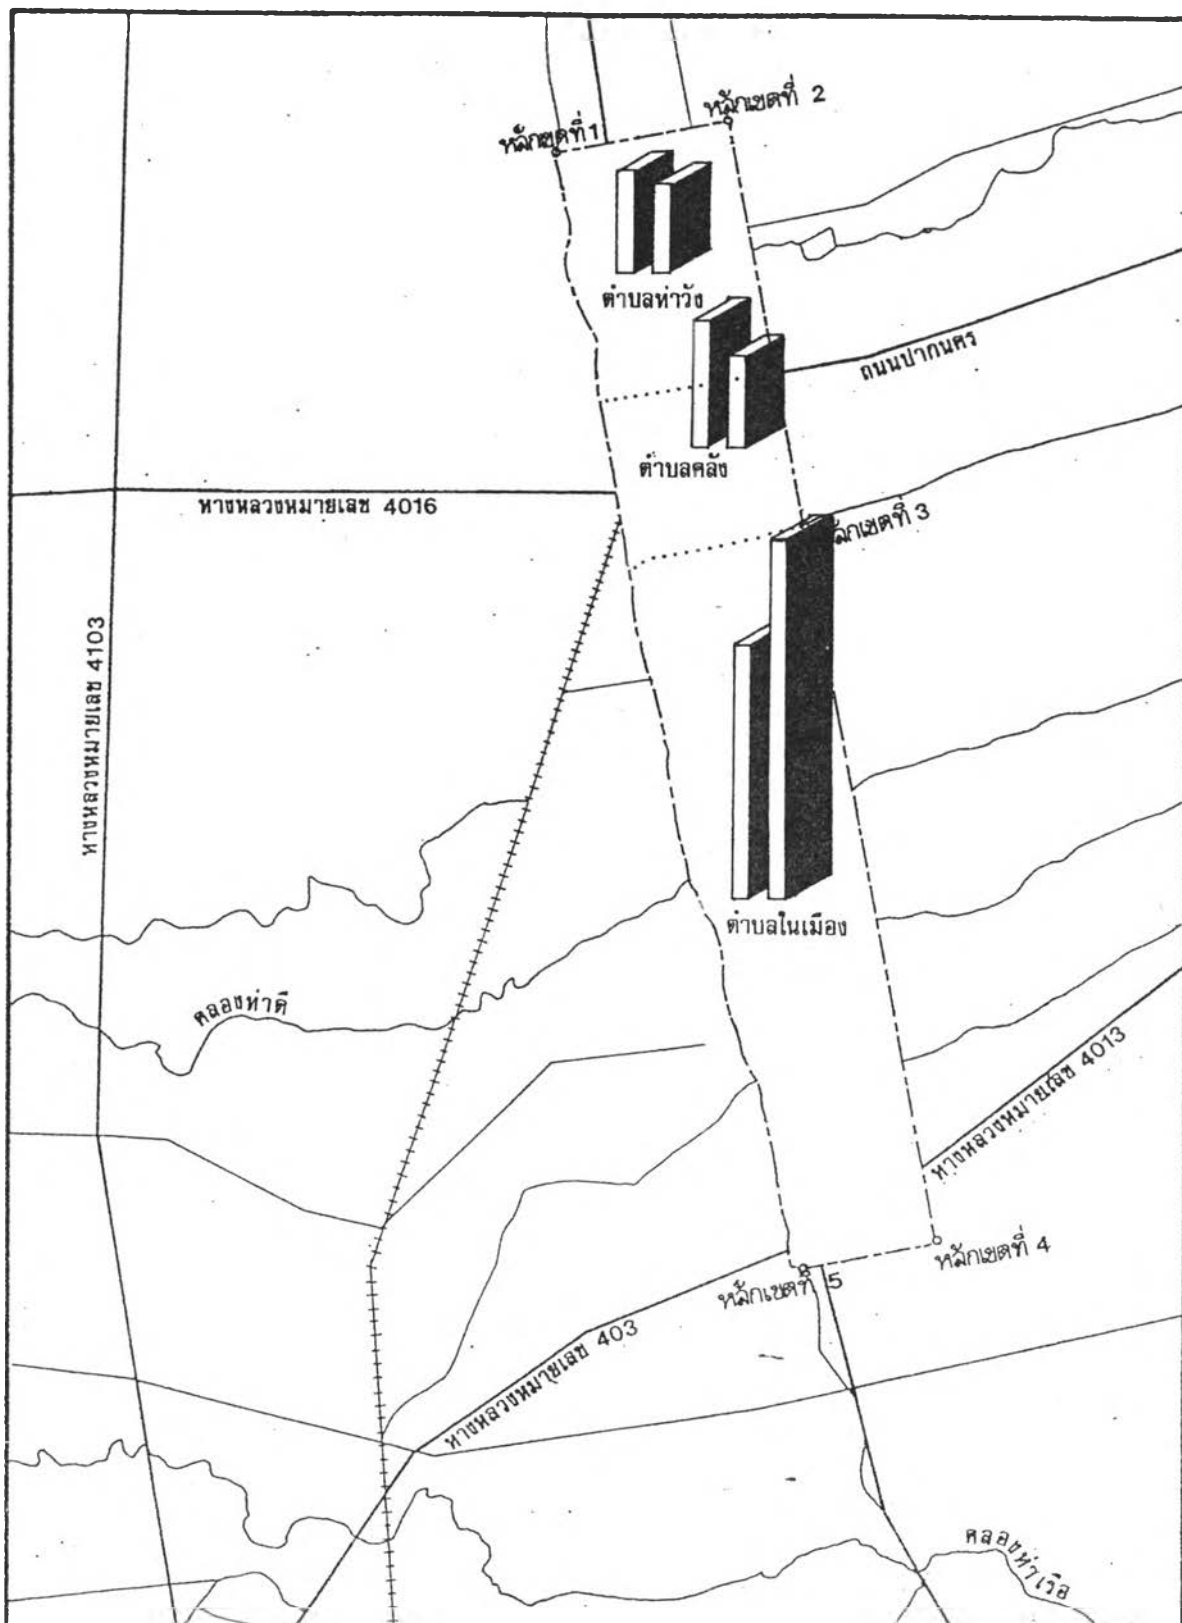 หลักเขตที่ 2
หลักเขตที่ 1
ตำบลท่าวัง
ถนนปากนคร
ตำบลคลัง
ทางหลวงหมายเลข 4016
หลักเขตที่ 3
ทางหลวงหมายเลข 4103
ตำบลในเมือง
คลองท่าดี
ทางหลวงหมายเลข 4013
หลักเขตที่ 4
หลักเขตที่ 5
ทางหลวงหมายเลข 403
คลองท่าเรือ